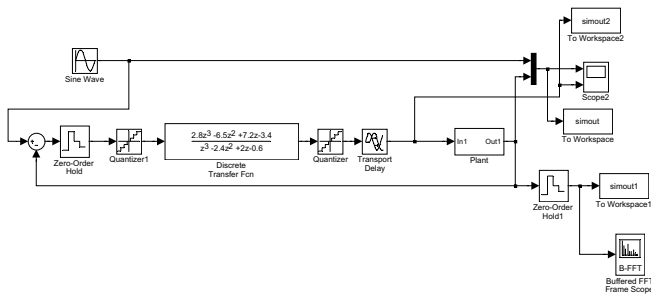 simout2
To Workspace2
Sine Wave
Scope2
simout
To Workspace
Zero-Order
Hold
Quantizer1
2.8z3 -6.5z2 +7.2z-3.4
z3 -2.4z2 +2z-0.6
Discrete
Transfer Fcn
Quantizer
Transport
Delay
In1 Out1
Plant
Zero-Order
Hold1
simout1
To Workspace1
B-FFT
Buffered FFT
Frame Scope